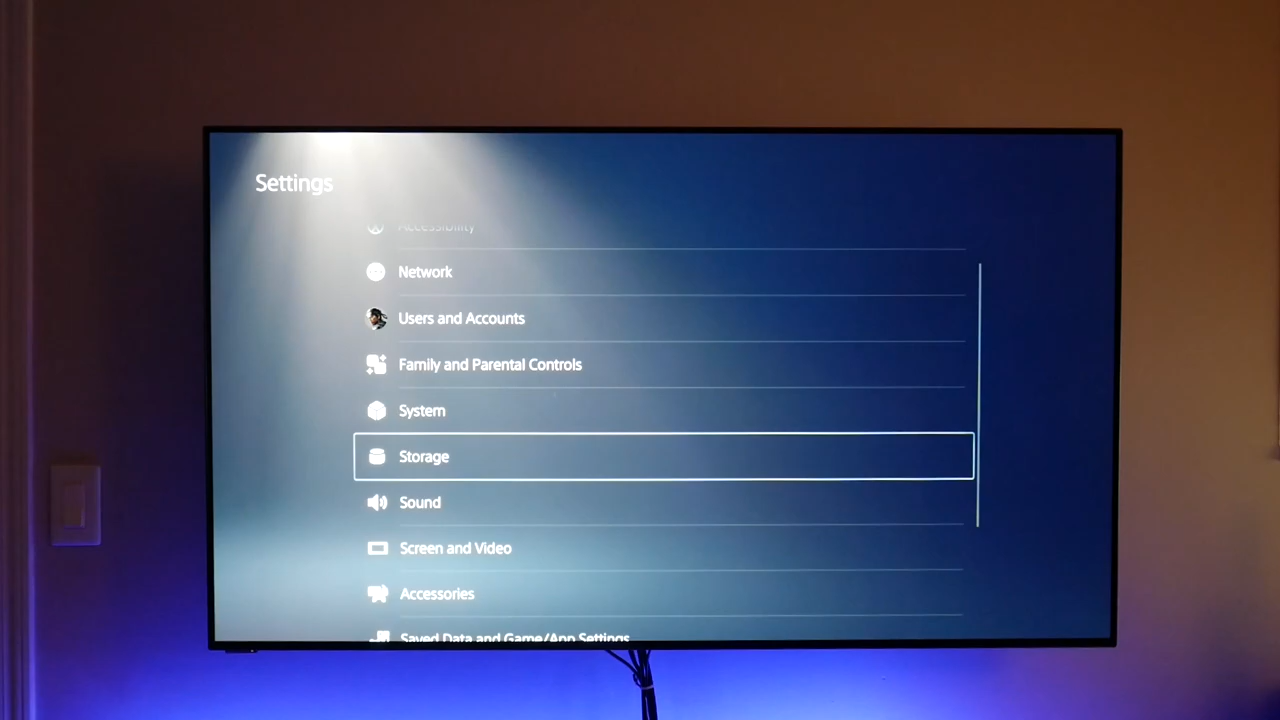 Settings
Accessibility
Network
Users and Accounts
Family and Parental Controls
System
Storage
Sound
Screen and Video
Accessories
Saved Data and Game/App Settings